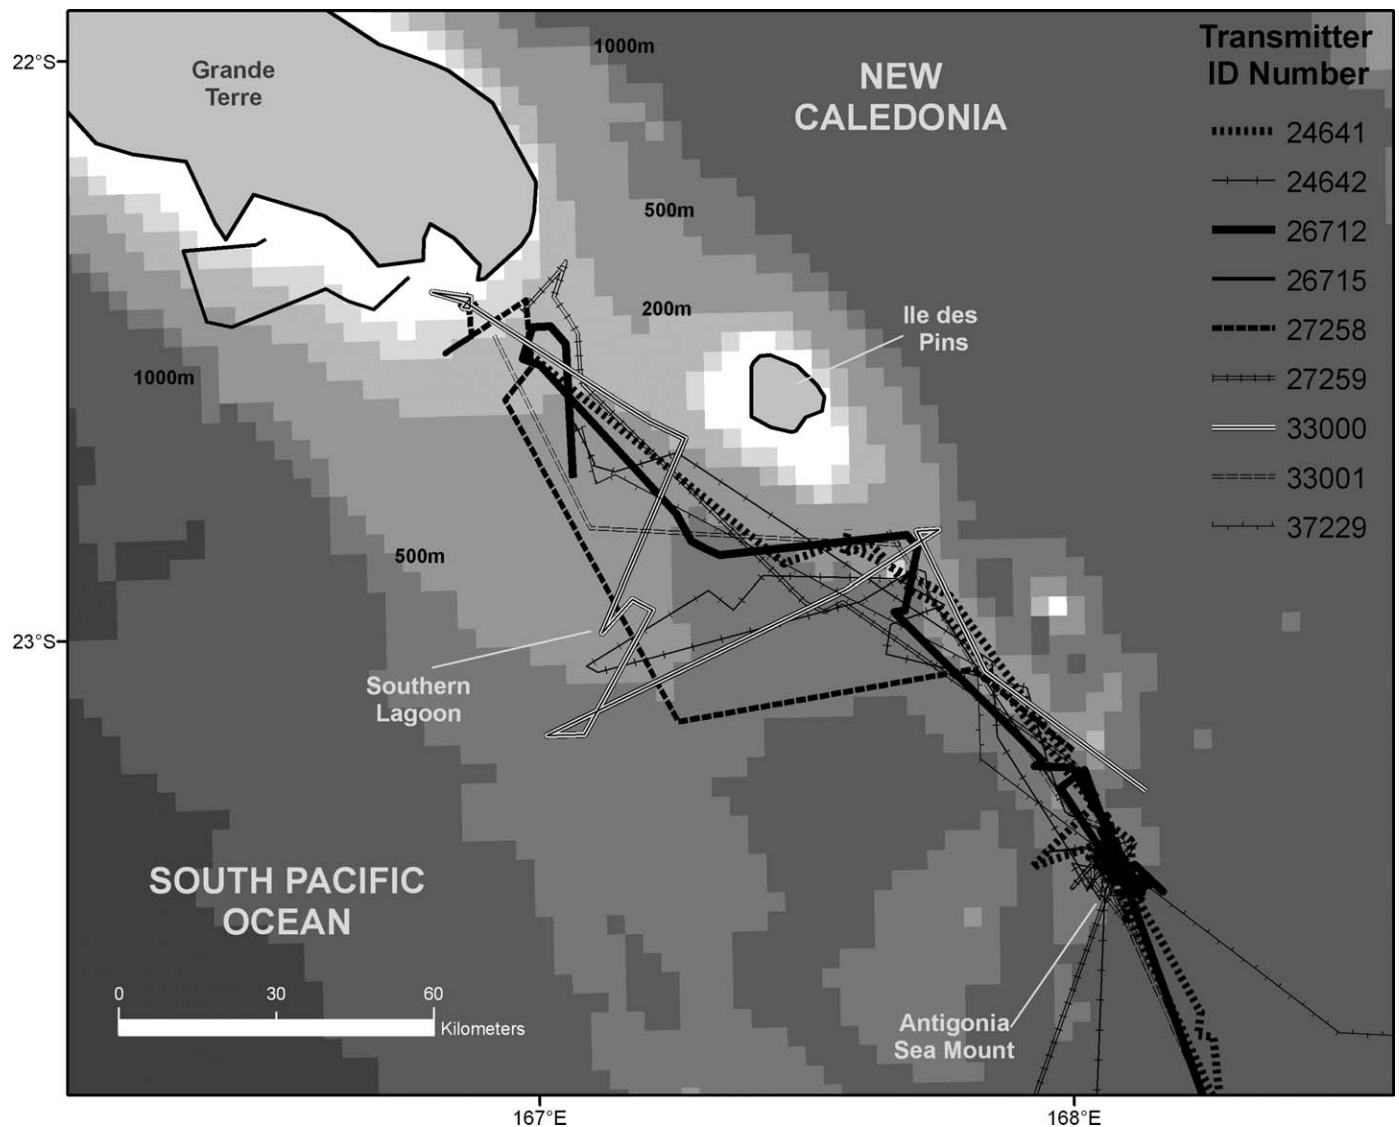 22°S
Grande
Terre
1000m
NEW
CALEDONIA
Transmitter
ID Number
24641
24642
26712
26715
27258
27259
33000
33001
37229
500m
200m
Ile des
Pins
1000m
500m
23°S
Southern
Lagoon
SOUTH PACIFIC
OCEAN
0 30 60
Kilometers
Antigonia
Sea Mount
167°E 168°E